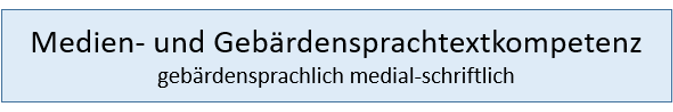 Medien- und Gebärdensprachtextkompetenz
gebärdensprachlich medial-schriftlich